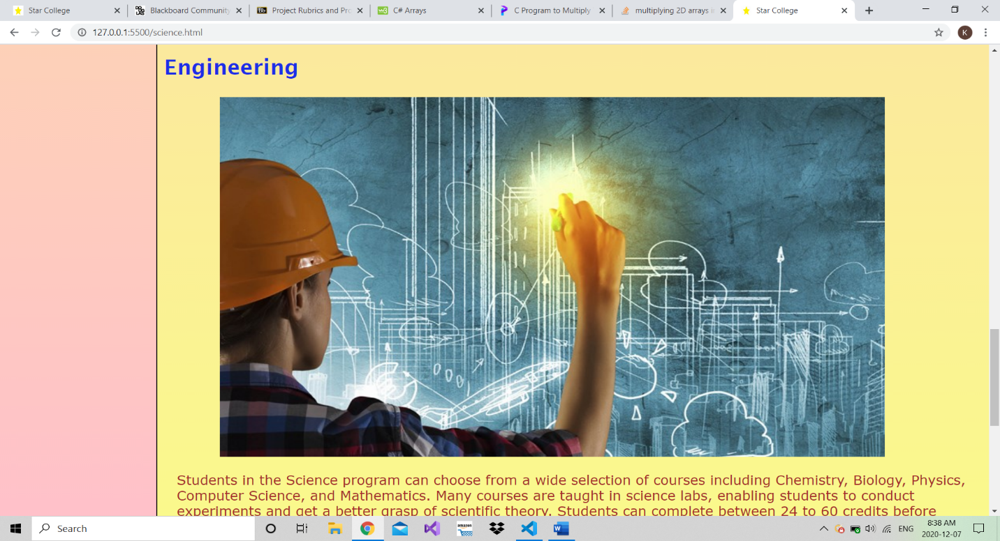 Star College
Blackboard Community
Bb
Project Rubrics and Pro
w3
C# Arrays
C Program to Multiply
multiplying 2D arrays i
Star College
127.0.0.1:5500/science.html
K
Engineering
Students in the Science program can choose from a wide selection of courses including Chemistry, Biology, Physics,
Computer Science, and Mathematics. Many courses are taught in science labs, enabling students to conduct
experiments and get a better grasp of scientific theory. Students can complete between 24 to 60 credits before
Search
amazon
W
ENG
8:38 AM
2020-12-07